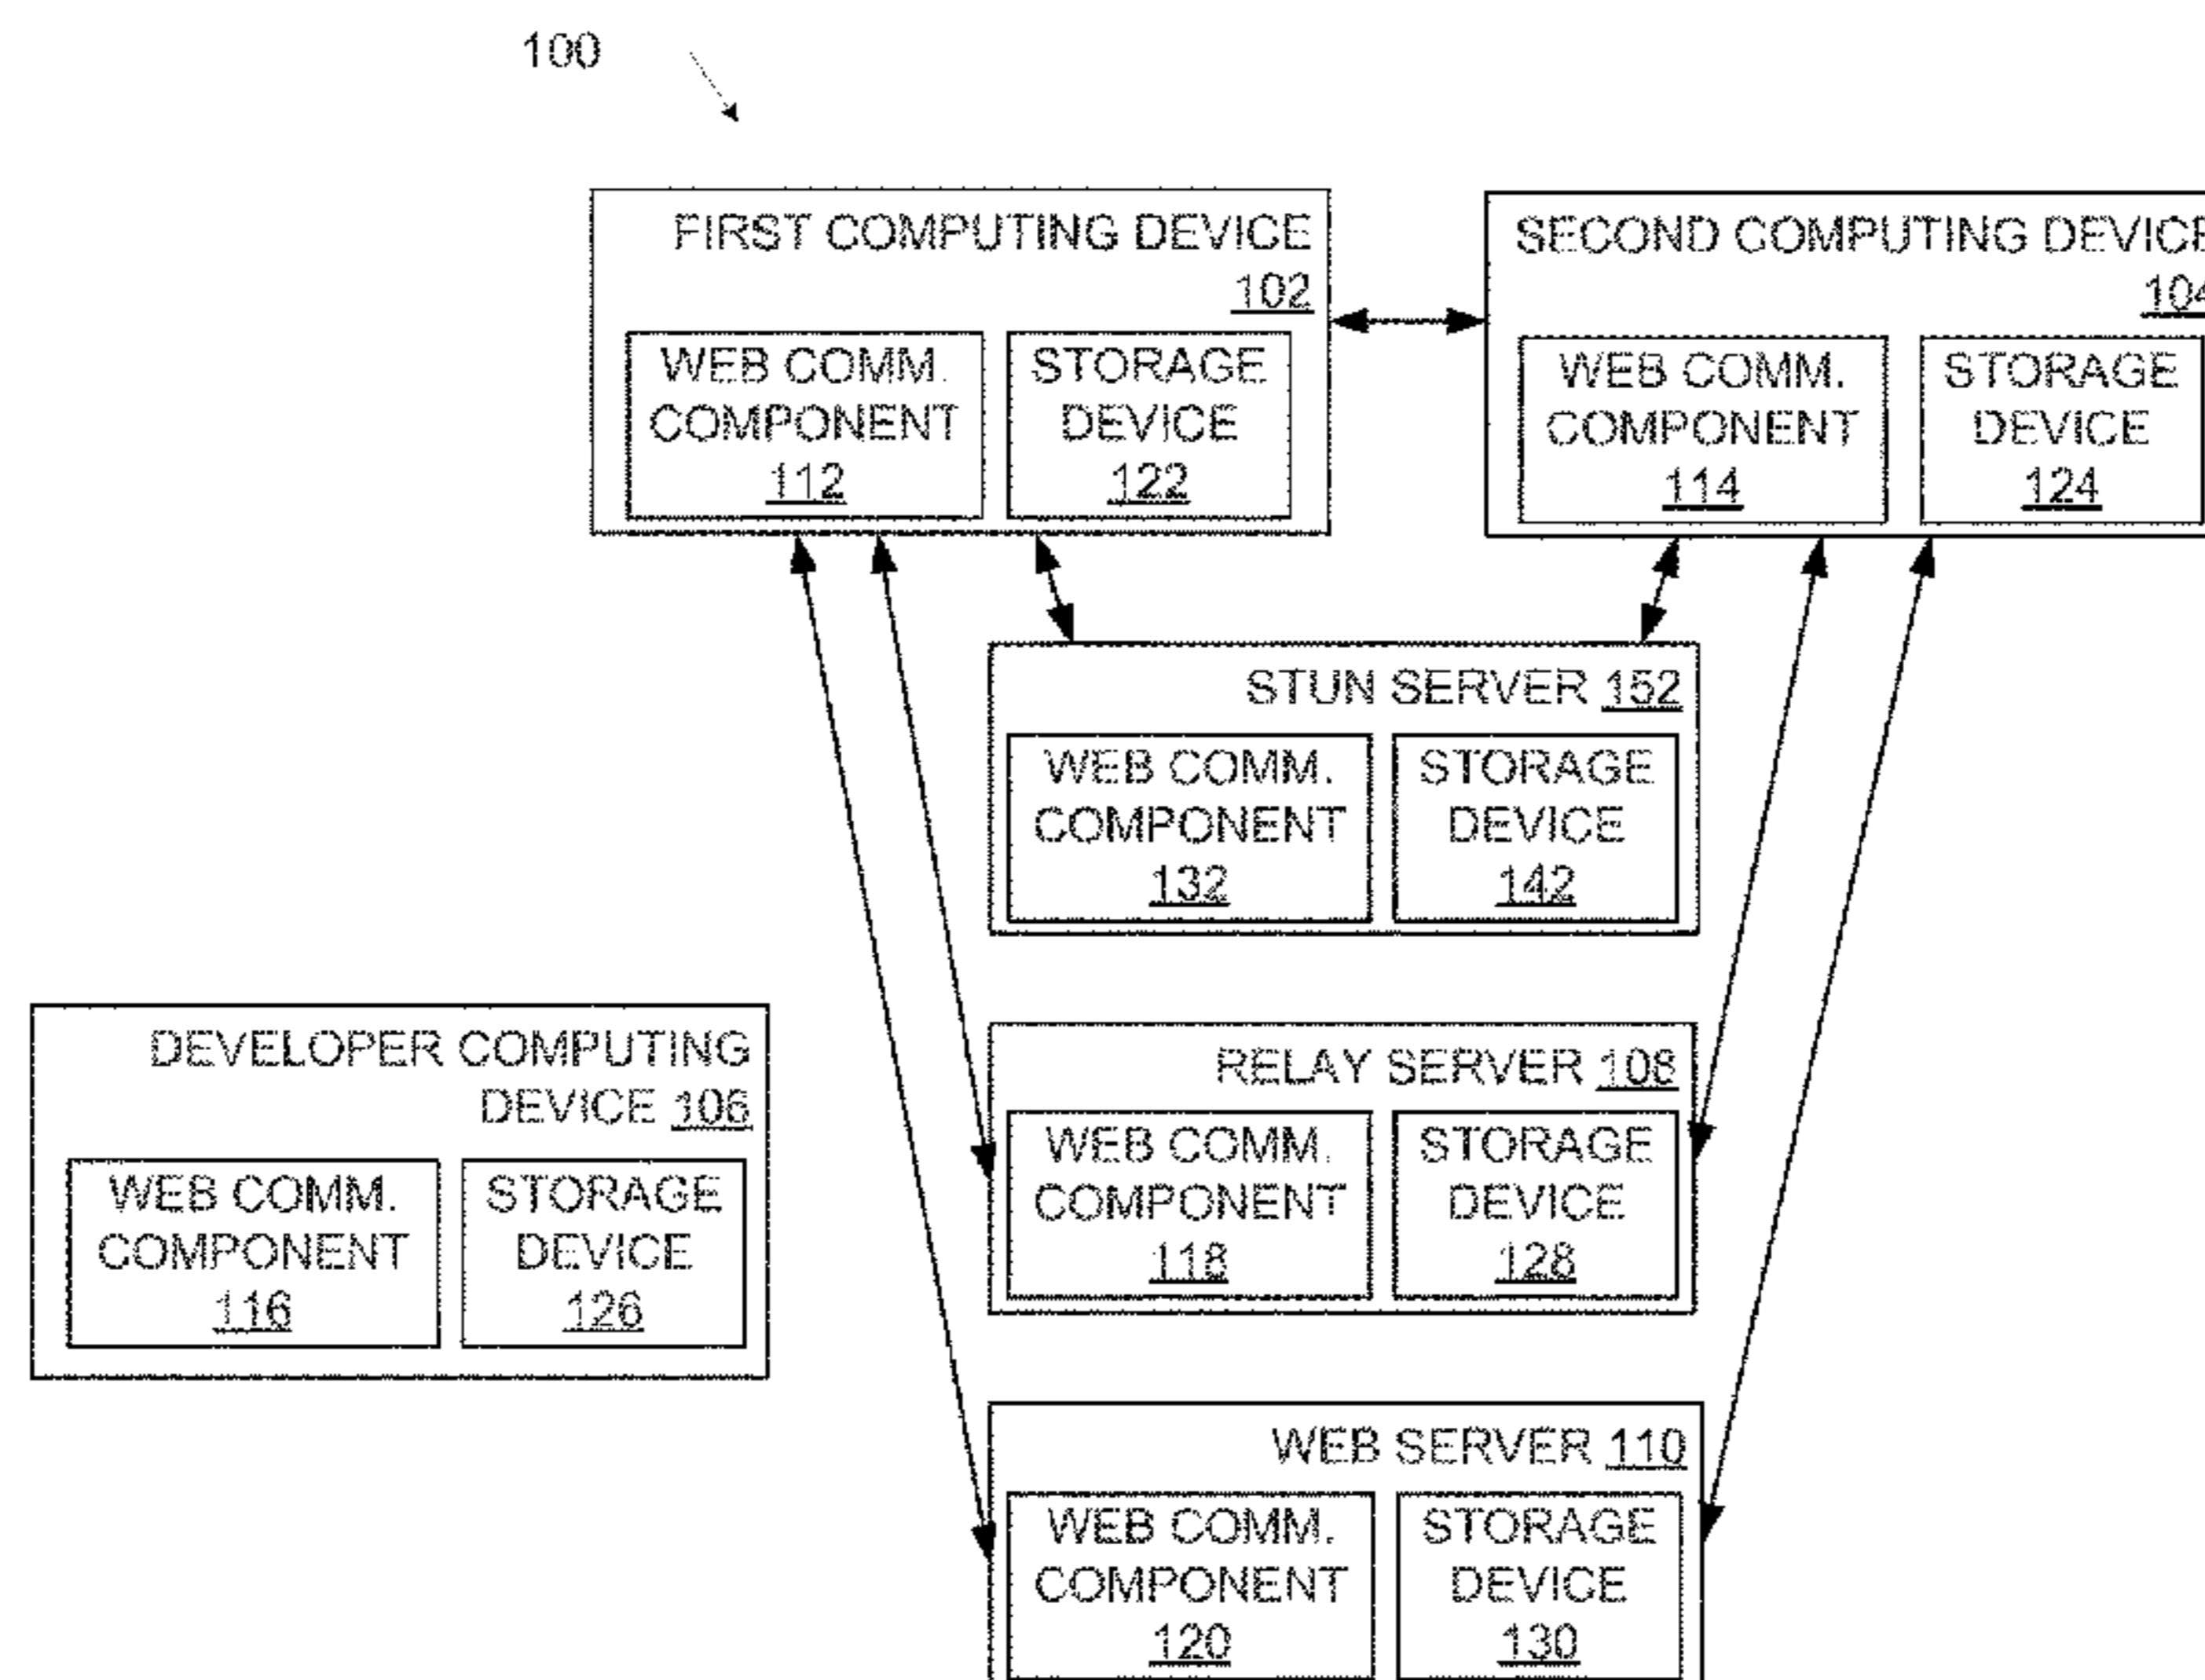 100
FIRST COMPUTING DEVICE
102
WEB COMM.
COMPONENT
112
STORAGE
DEVICE
122
SECOND COMPUTING DEVICE
104
WEB COMM.
COMPONENT
114
STORAGE
DEVICE
124
STUN SERVER 152
WEB COMM.
COMPONENT
132
STORAGE
DEVICE
142
DEVELOPER COMPUTING
DEVICE 106
WEB COMM.
COMPONENT
116
STORAGE
DEVICE
126
RELAY SERVER 108
WEB COMM.
COMPONENT
118
STORAGE
DEVICE
128
WEB SERVER 110
WEB COMM.
COMPONENT
120
STORAGE
DEVICE
130